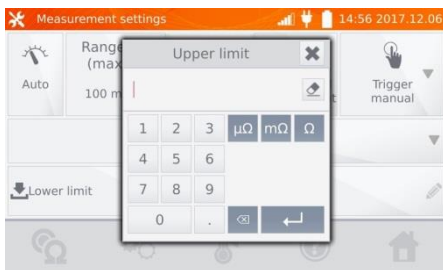 Measurement settings 14:56 2017.12.06
Auto
Range
(max
100 m
Trigger
manual
Upper limit
1 2 3 μΩ mΩ Ω
4 5 6
7 8 9
0 .
Lower limit